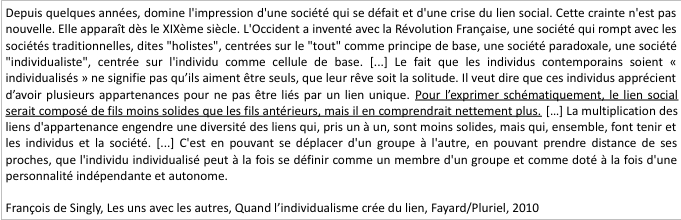 Depuis quelques années, domine l'impression d'une société qui se défait et d'une crise du lien social. Cette crainte n'est pas
nouvelle. Elle apparaît dès le XIXème siècle. L'Occident a inventé avec la Révolution Française, une société qui rompt avec les
sociétés traditionnelles, dites "holistes", centrées sur le "tout" comme principe de base, une société paradoxale, une société
"individualiste", centrée sur l'individu comme cellule de base. [...] Le fait que les individus contemporains soient «
individualisés » ne signifie pas qu'ils aiment être seuls, que leur rêve soit la solitude. Il veut dire que ces individus apprécient
d'avoir plusieurs appartenances pour ne pas être liés par un lien unique. Pour l'exprimer schématiquement, le lien social
serait composé de fils moins solides que les fils antérieurs, mais il en comprendrait nettement plus. [...] La multiplication des
liens d'appartenance engendre une diversité des liens qui, pris un à un, sont moins solides, mais qui, ensemble, font tenir et
les individus et la société. [...] C'est en pouvant se déplacer d'un groupe à l'autre, en pouvant prendre distance de ses
proches, que l'individu individualisé peut à la fois se définir comme un membre d'un groupe et comme doté à la fois d'une
personnalité indépendante et autonome.
François de Singly, Les uns avec les autres, Quand l'individualisme crée du lien, Fayard/Pluriel, 2010